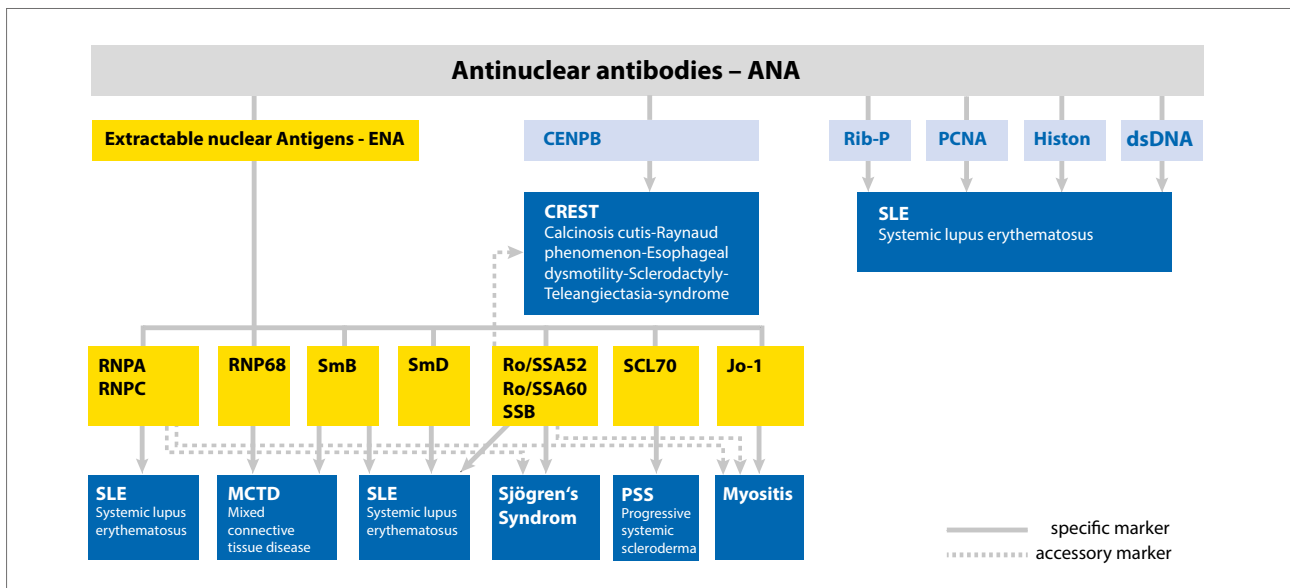 Antinuclear antibodies – ANA
Extractable nuclear Antigens - ENA
CENPB
Rib-P
PCNA
Histon
dsDNA
CREST
Calcinosis cutis-Raynaud
phenomenon-Esophageal
dysmotility-Sclerodactyly-
Teleangiectasia-syndrome
SLE
Systemic lupus erythematosus
RNPA
RNPC
RNP68
SmB
SmD
Ro/SSA52
Ro/SSA60
SSB
SCL70
Jo-1
SLE
Systemic lupus
erythematosus
MCTD
Mixed
connective
tissue disease
SLE
Systemic lupus
erythematosus
Sjögren‘s
Syndrom
PSS
Progressive
systemic
scleroderma
Myositis
specific marker
accessory marker